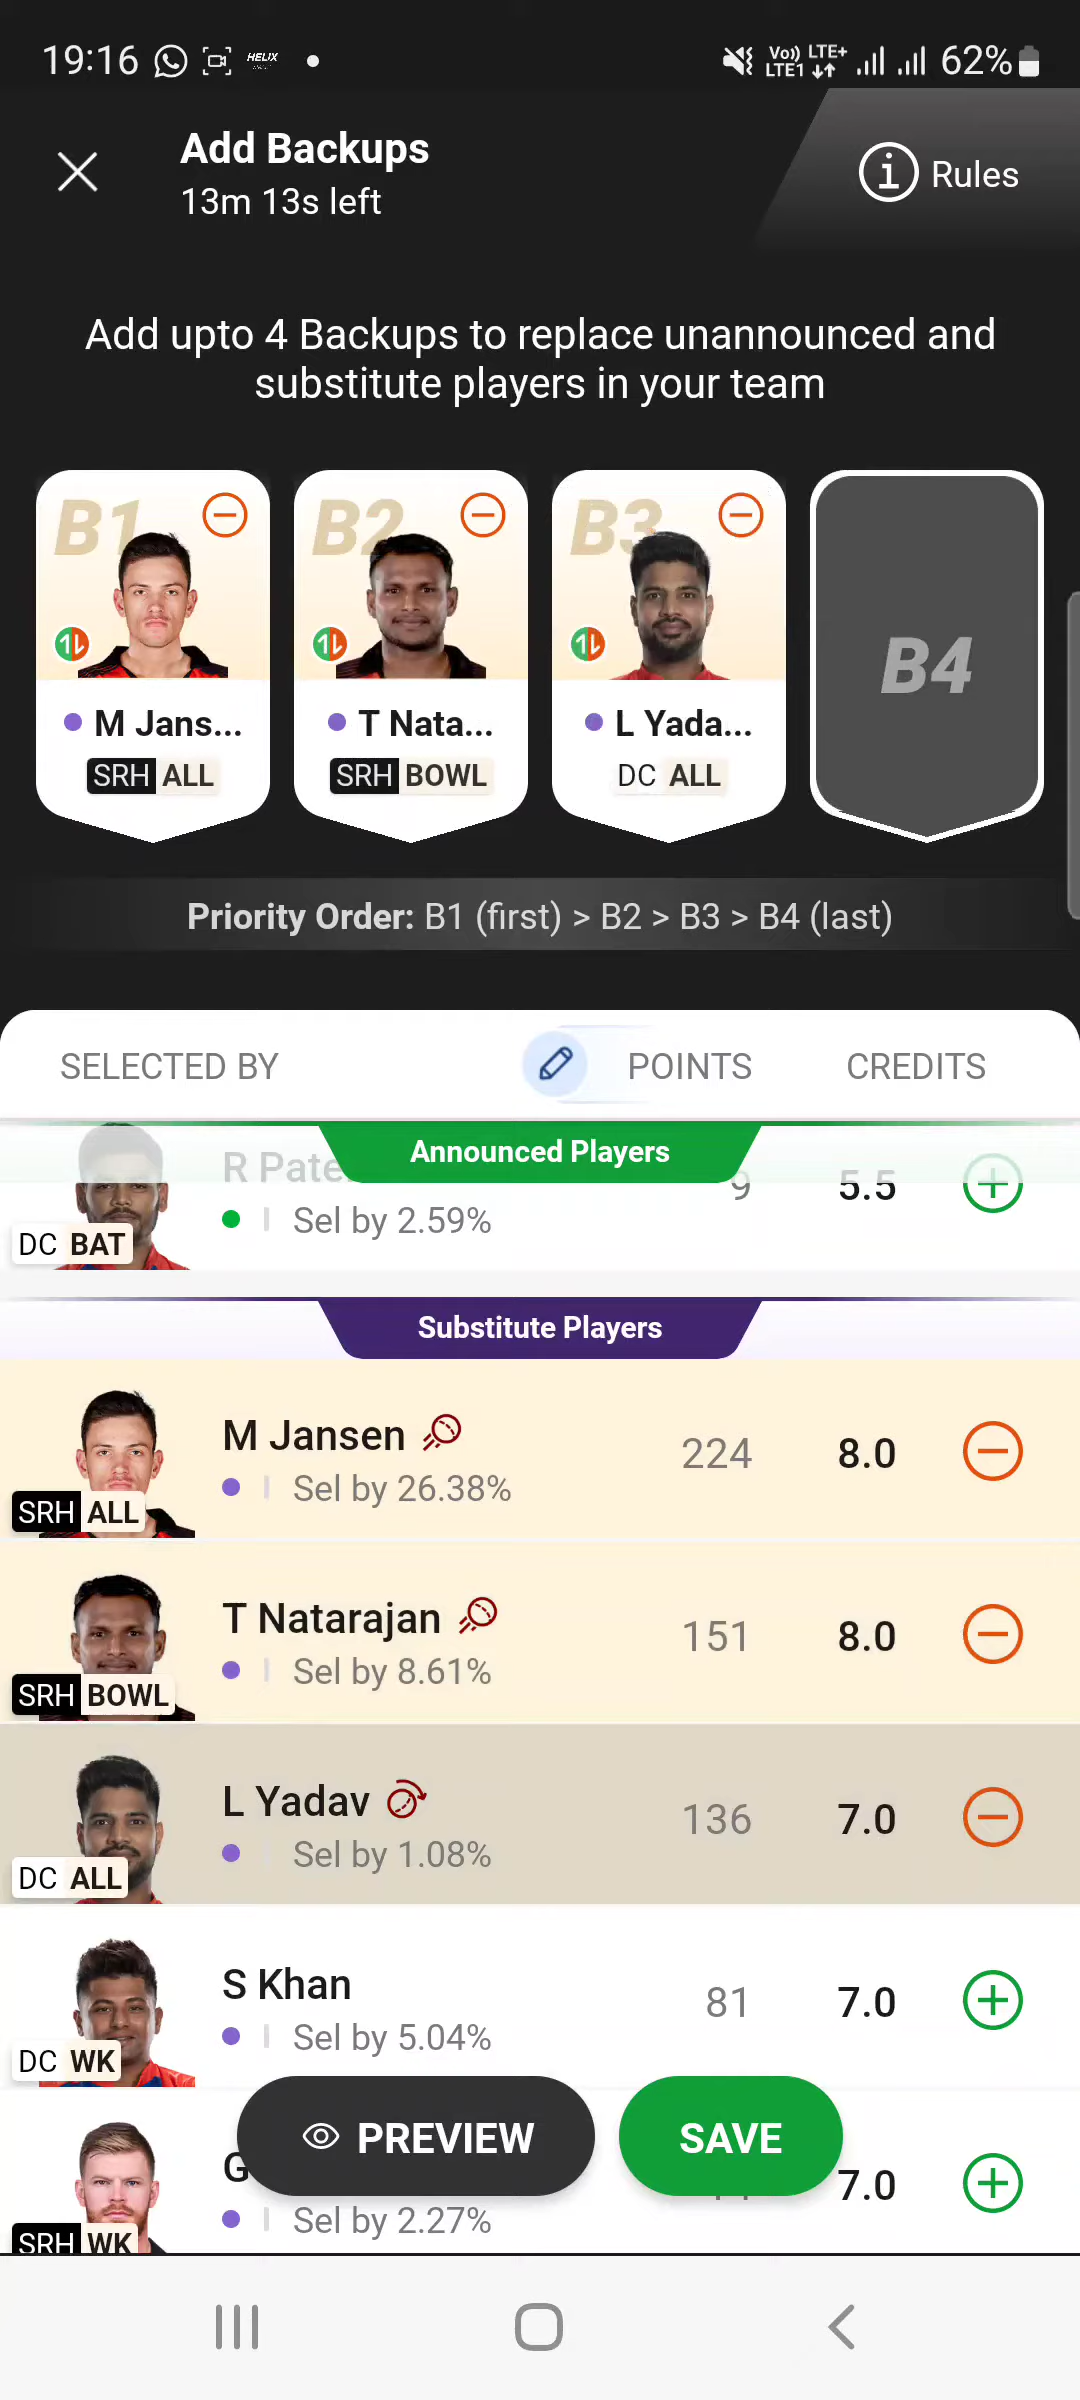 19:16 HELIX Vo)) LTE1 LTE+ 62%
Add Backups
13m 13s left
Rules
Add upto 4 Backups to replace unannounced and
substitute players in your team
B1 B2 B3 B4
M Jans... T Nata... L Yada...
SRH ALL SRH BOWL DC ALL
Priority Order: B1 (first) > B2 > B3 > B4 (last)
SELECTED BY POINTS CREDITS
Announced Players
R Pate 9 5.5
Sel by 2.59%
DC BAT
Substitute Players
M Jansen 224 8.0
Sel by 26.38%
SRH ALL
T Natarajan 151 8.0
Sel by 8.61%
SRH BOWL
L Yadav 136 7.0
Sel by 1.08%
DC ALL
S Khan 81 7.0
Sel by 5.04%
DC WK
PREVIEW SAVE
G 7.0
Sel by 2.27%
SRH WK